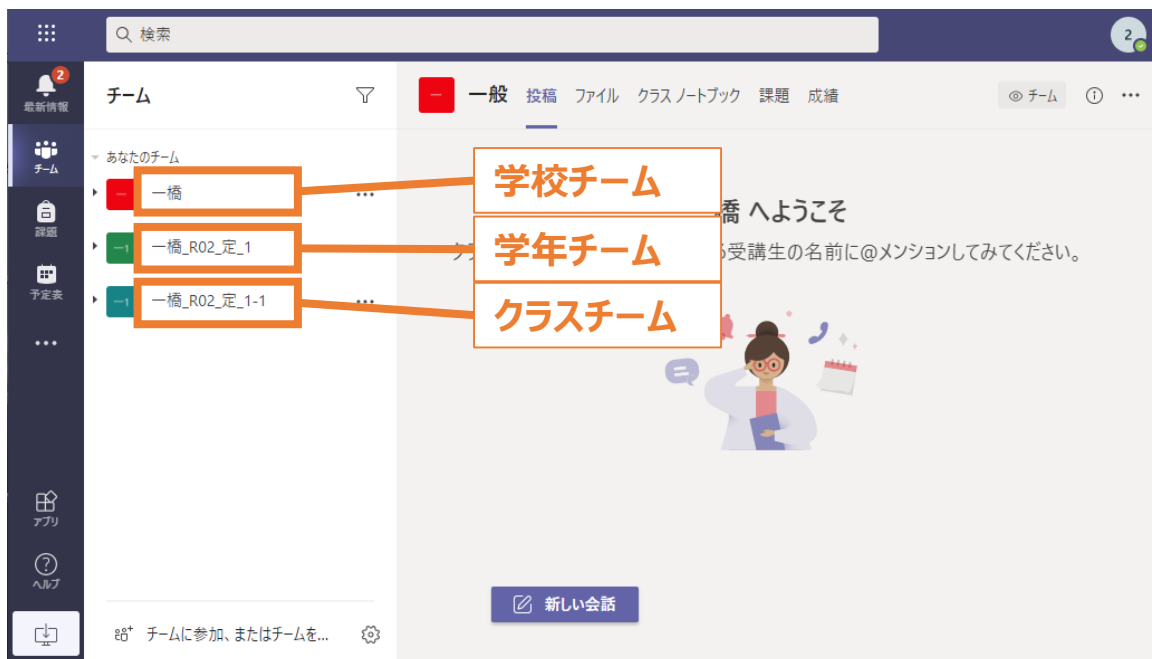 検索
2
2
最新情報
チーム
課題
予定表
アプリ
ヘルプ
チーム
あなたのチーム
一橋
一橋_R02_定_1
一橋_R02_定_1-1
チームに参加、またはチームを...
一般 投稿 ファイル クラス ノートブック 課題 成績
チーム
学校チーム
学年チーム
クラスチーム
橋 へようこそ
受講生の名前に@メンションしてみてください。
新しい会話